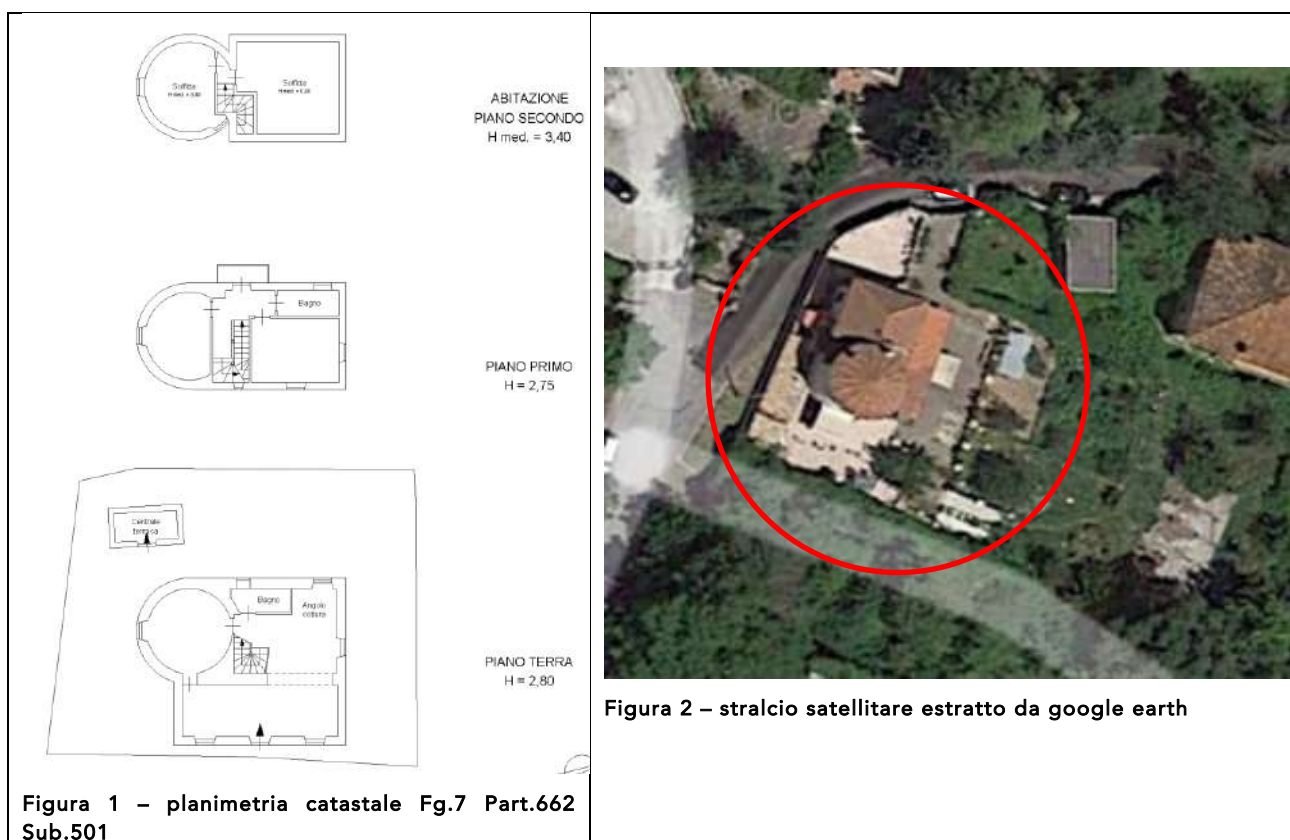 Soffitta
Soffitta
ABITAZIONE
PIANO SECONDO
H med. = 3,40
Bagno
PIANO PRIMO
H = 2,75
Centrale
termica
Bagno
Angolo
cottura
PIANO TERRA
H = 2,80
Figura 1 – planimetria catastale Fg.7 Part.662
Sub.501
Figura 2 – stralcio satellitare estratto da google earth